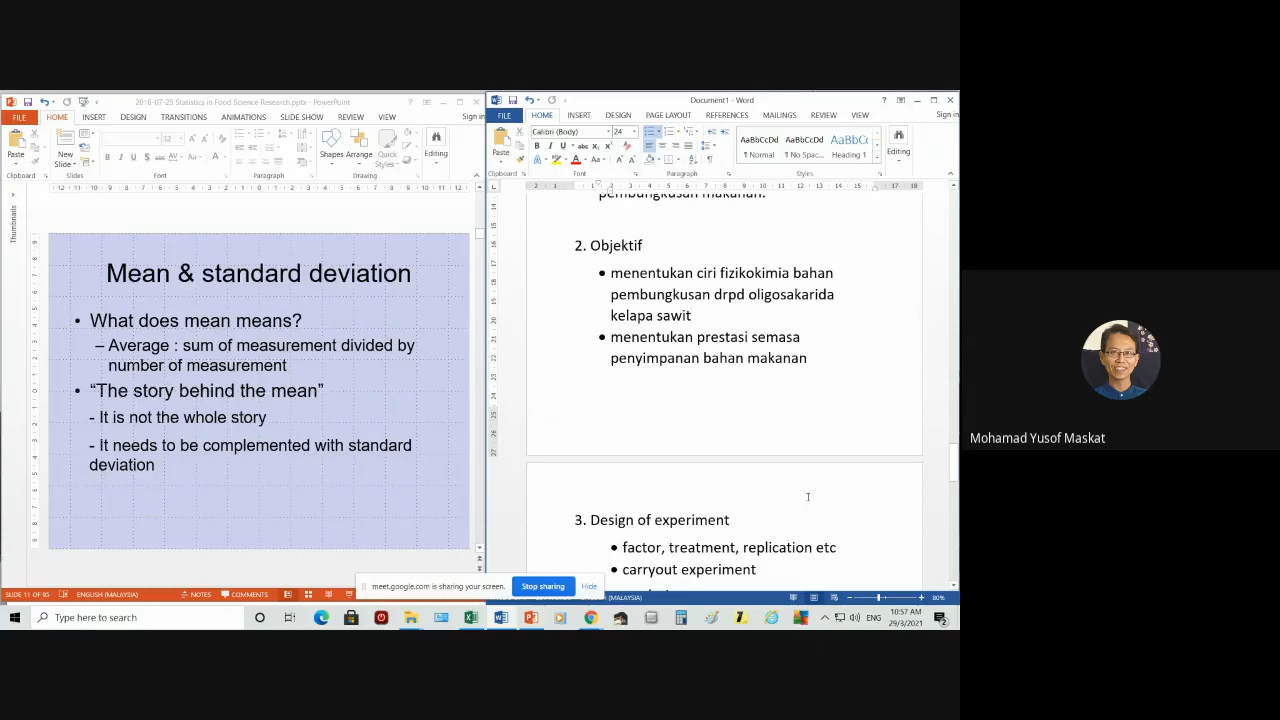 2018-07-25 Statistics in Food Science Research.pptx - PowerPoint
FILE HOME INSERT DESIGN TRANSITIONS ANIMATIONS SLIDE SHOW REVIEW VIEW Sign in
Paste
New
Slide
32
Shapes Arrange Quick
Styles
Editing
Clipboard Slides Font Paragraph Drawing
Thumbnails
Mean & standard deviation
• What does mean means?
– Average : sum of measurement divided by
number of measurement
• “The story behind the mean”
- It is not the whole story
- It needs to be complemented with standard
deviation
SLIDE 11 OF 95 ENGLISH (MALAYSIA) NOTES COMMENTS
Document1 - Word
FILE HOME INSERT DESIGN PAGE LAYOUT REFERENCES MAILINGS REVIEW VIEW Sign in
Paste
Calibri (Body) 24
AaBbCcDd AaBbCcDd AaBbC
¶ Normal ¶ No Spac... Heading 1
Editing
Clipboard Font Paragraph Styles
pembungkusan makanan.
2. Objektif
• menentukan ciri fizikokimia bahan
pembungkusan drpd oligosakarida
kelapa sawit
• menentukan prestasi semasa
penyimpanan bahan makanan
3. Design of experiment
• factor, treatment, replication etc
• carryout experiment
(MALAYSIA) 80%
meet.google.com is sharing your screen. Stop sharing Hide
Type here to search
ENG
10:57 AM
29/3/2021
2
Mohamad Yusof Maskat